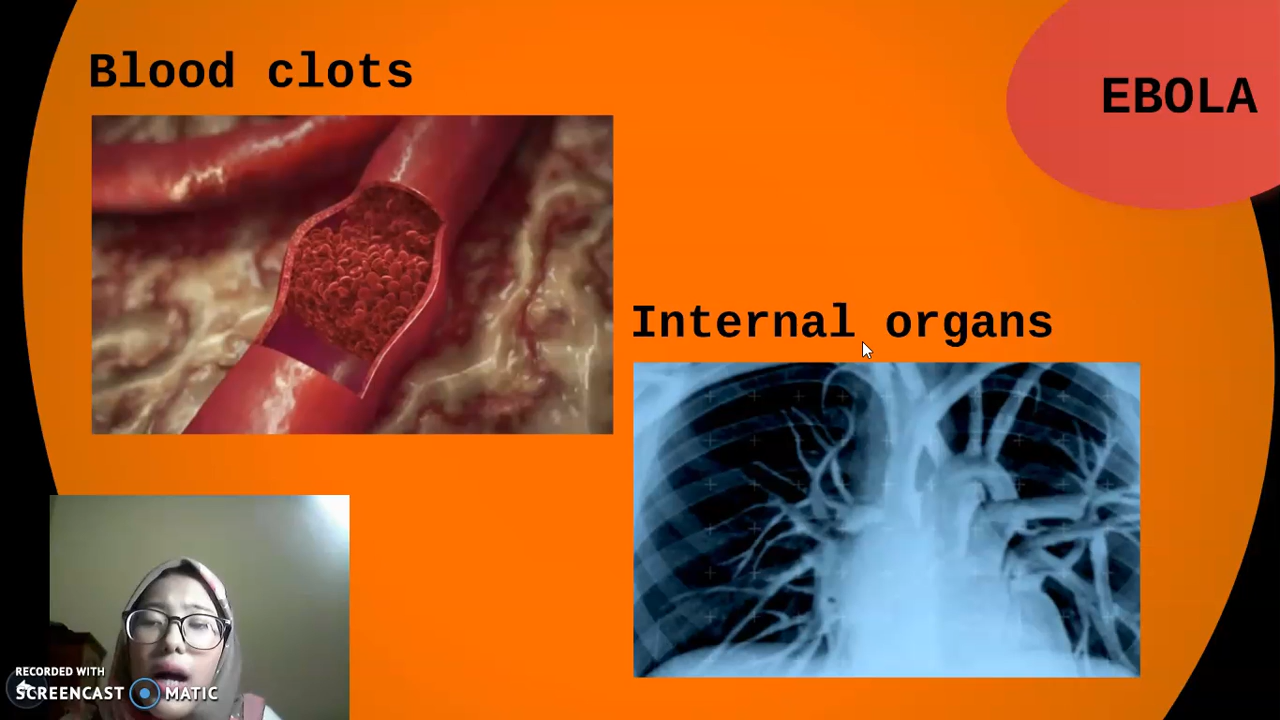 Blood clots
EBOLA
Internal organs
RECORDED WITH
SCREENCAST MATIC